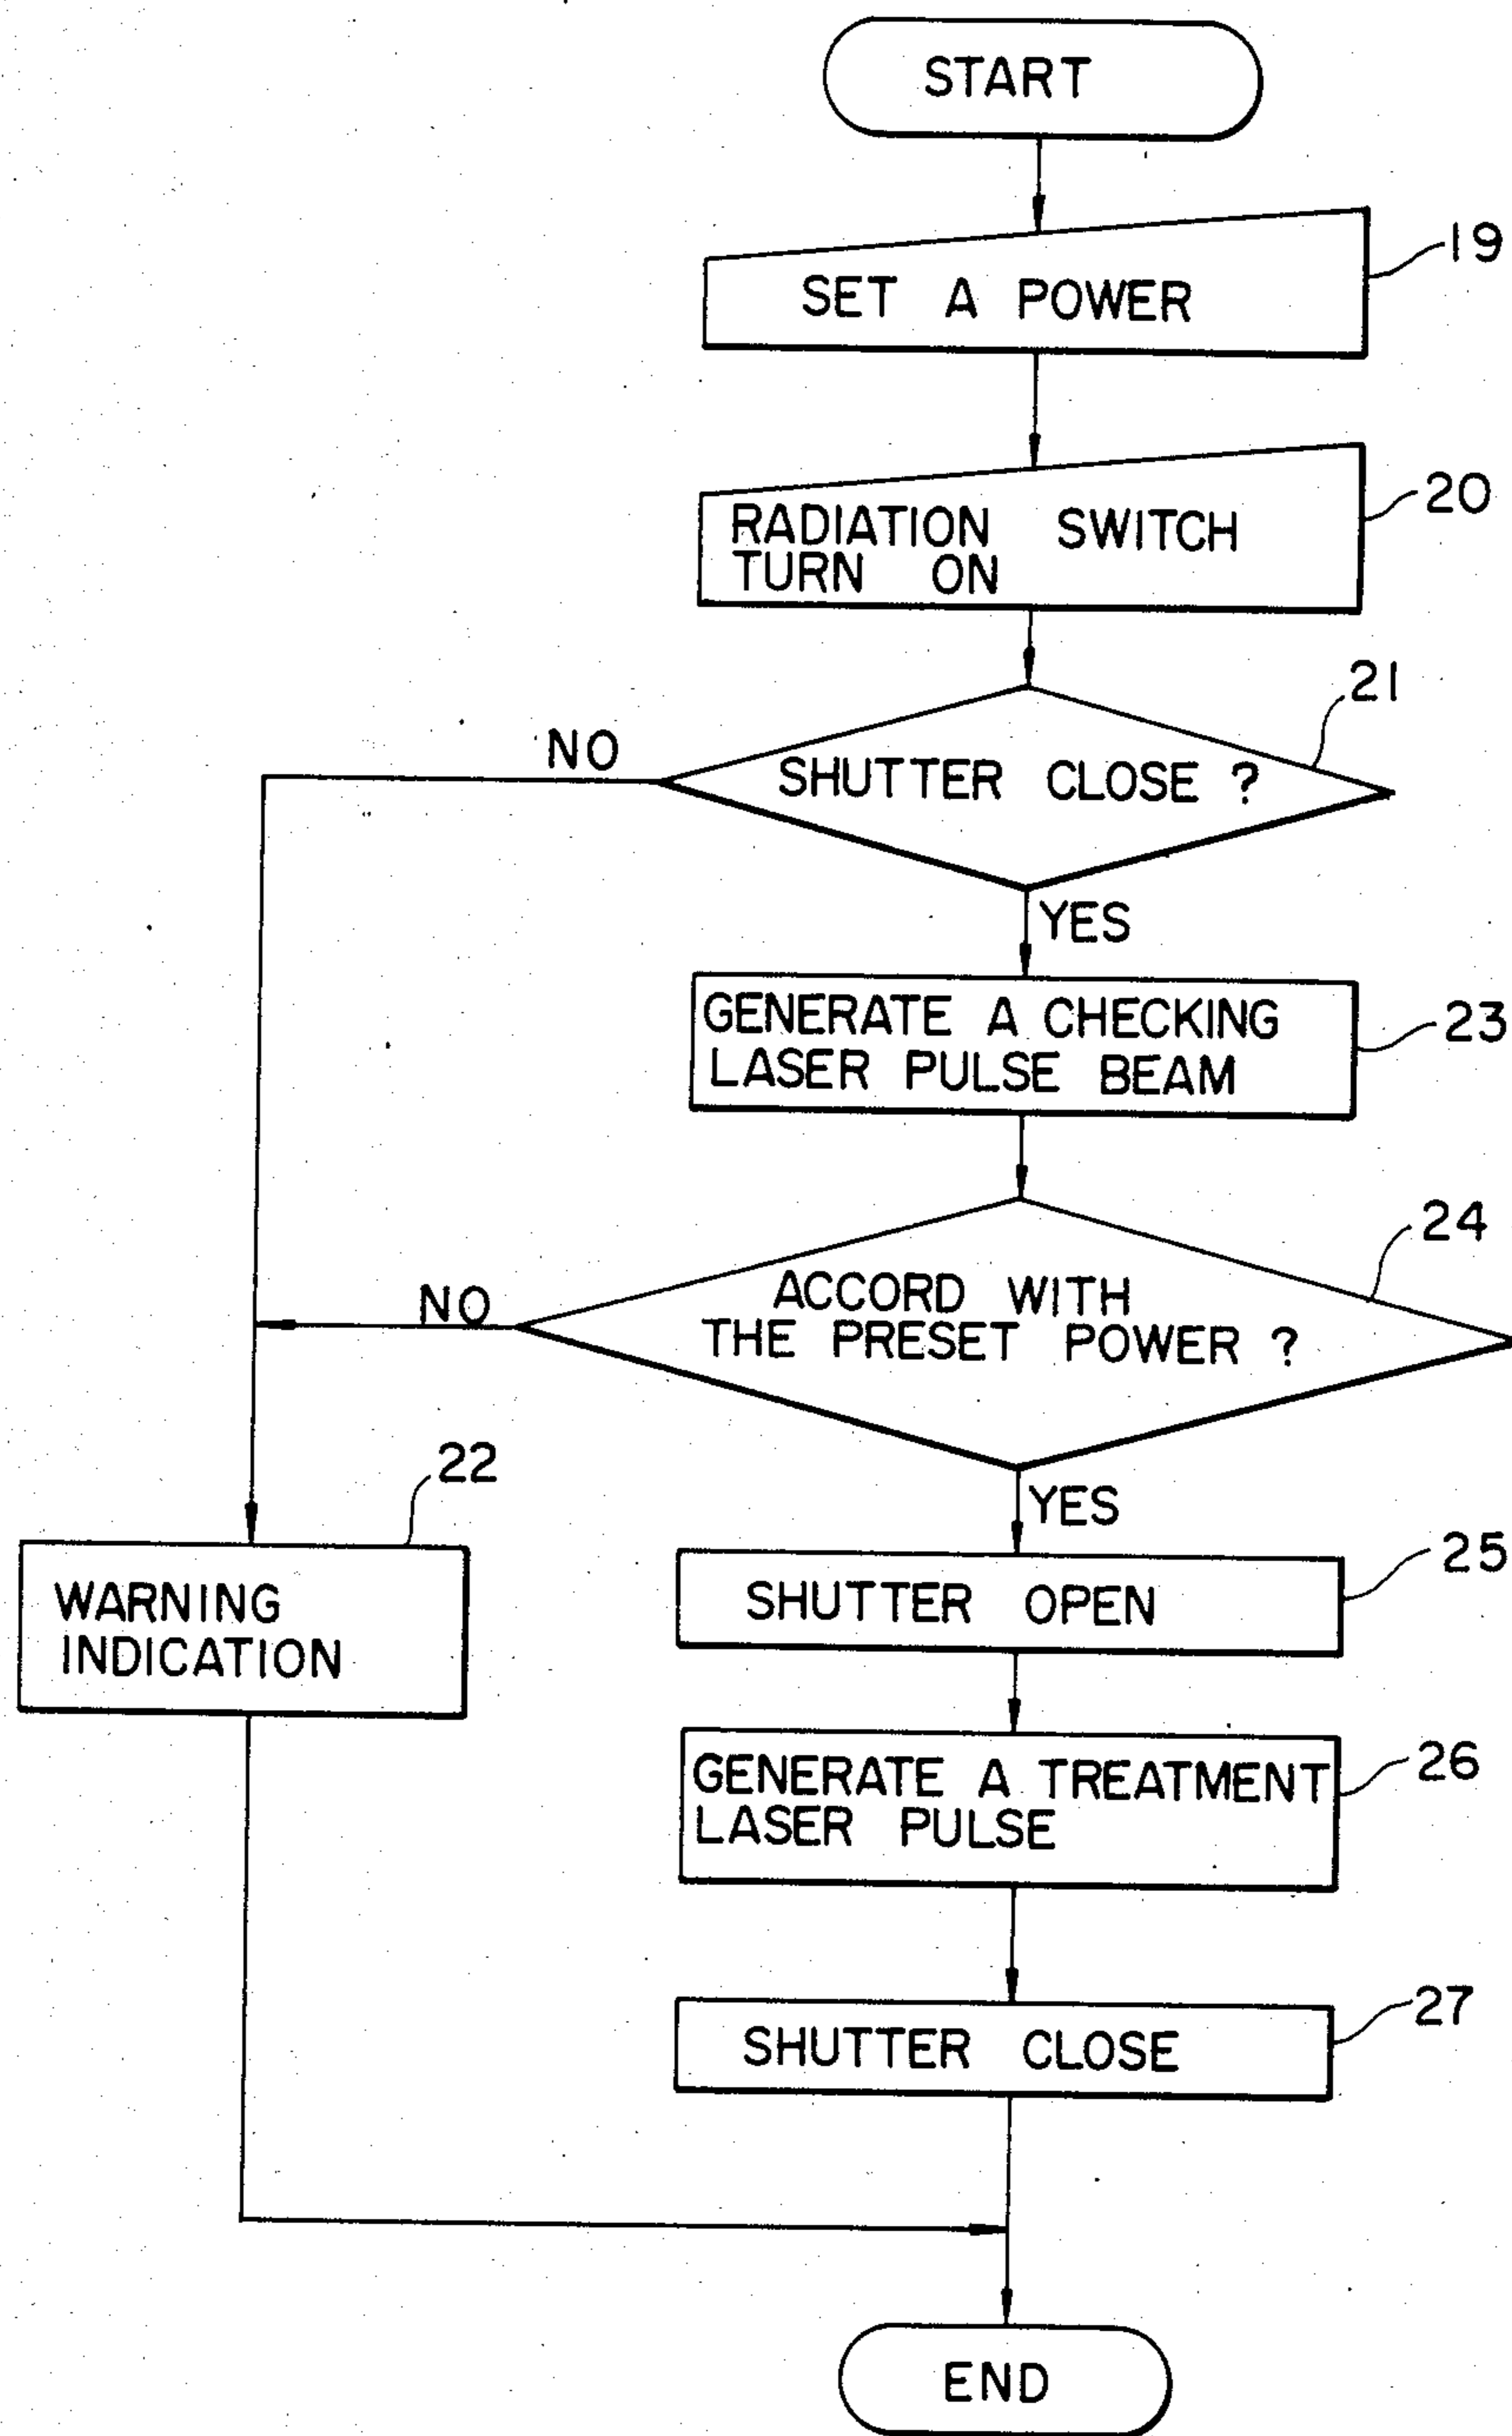 START
SET A POWER
19
RADIATION SWITCH
TURN ON
20
21
NO
SHUTTER CLOSE ?
YES
GENERATE A CHECKING
LASER PULSE BEAM
23
24
NO
ACCORD WITH
THE PRESET POWER ?
YES
22
WARNING
INDICATION
SHUTTER OPEN
25
GENERATE A TREATMENT
LASER PULSE
26
SHUTTER CLOSE
27
END